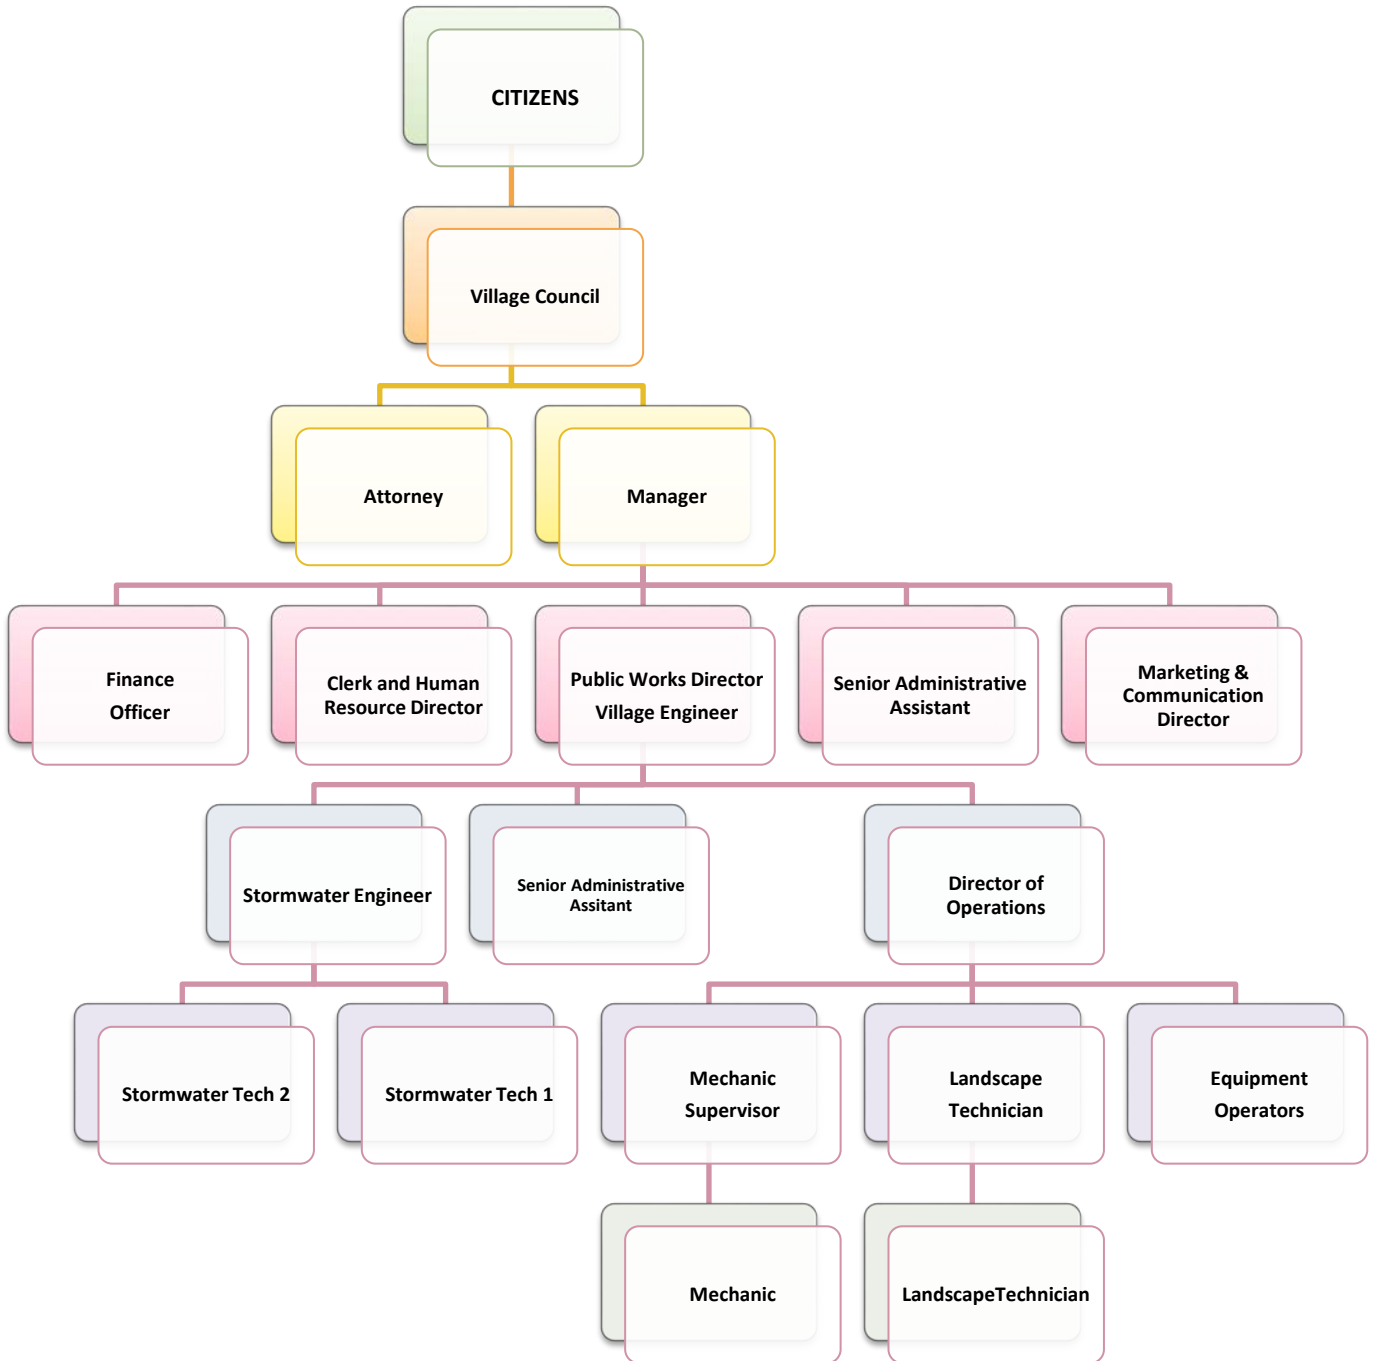 CITIZENS
Village Council
Attorney
Manager
Finance
Officer
Clerk and Human
Resource Director
Public Works Director
Village Engineer
Senior Administrative
Assistant
Marketing &
Communication
Director
Stormwater Engineer
Senior Administrative
Assitant
Director of
Operations
Stormwater Tech 2
Stormwater Tech 1
Mechanic
Supervisor
Landscape
Technician
Equipment
Operators
Mechanic
LandscapeTechnician